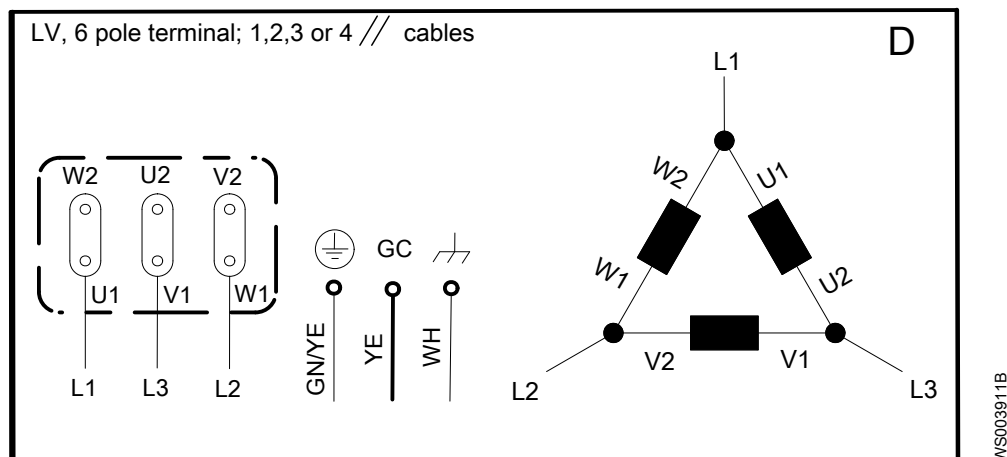 LV, 6 pole terminal; 1,2,3 or 4 // cables
D
W2 U2 V2
U1 V1 W1
L1 L3 L2
GC
GN/YE YE WH
L1
W2 U1
W1 U2
V2 V1
L2 L3
WS003911B